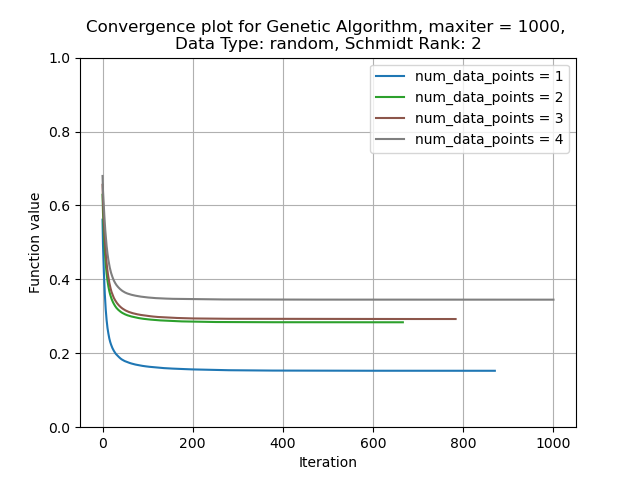 Convergence plot for Genetic Algorithm, maxiter = 1000,
Data Type: random, Schmidt Rank: 2
num_data_points = 1
num_data_points = 2
num_data_points = 3
num_data_points = 4
Function value
1.0
0.8
0.6
0.4
0.2
0.0
0 200 400 600 800 1000
Iteration